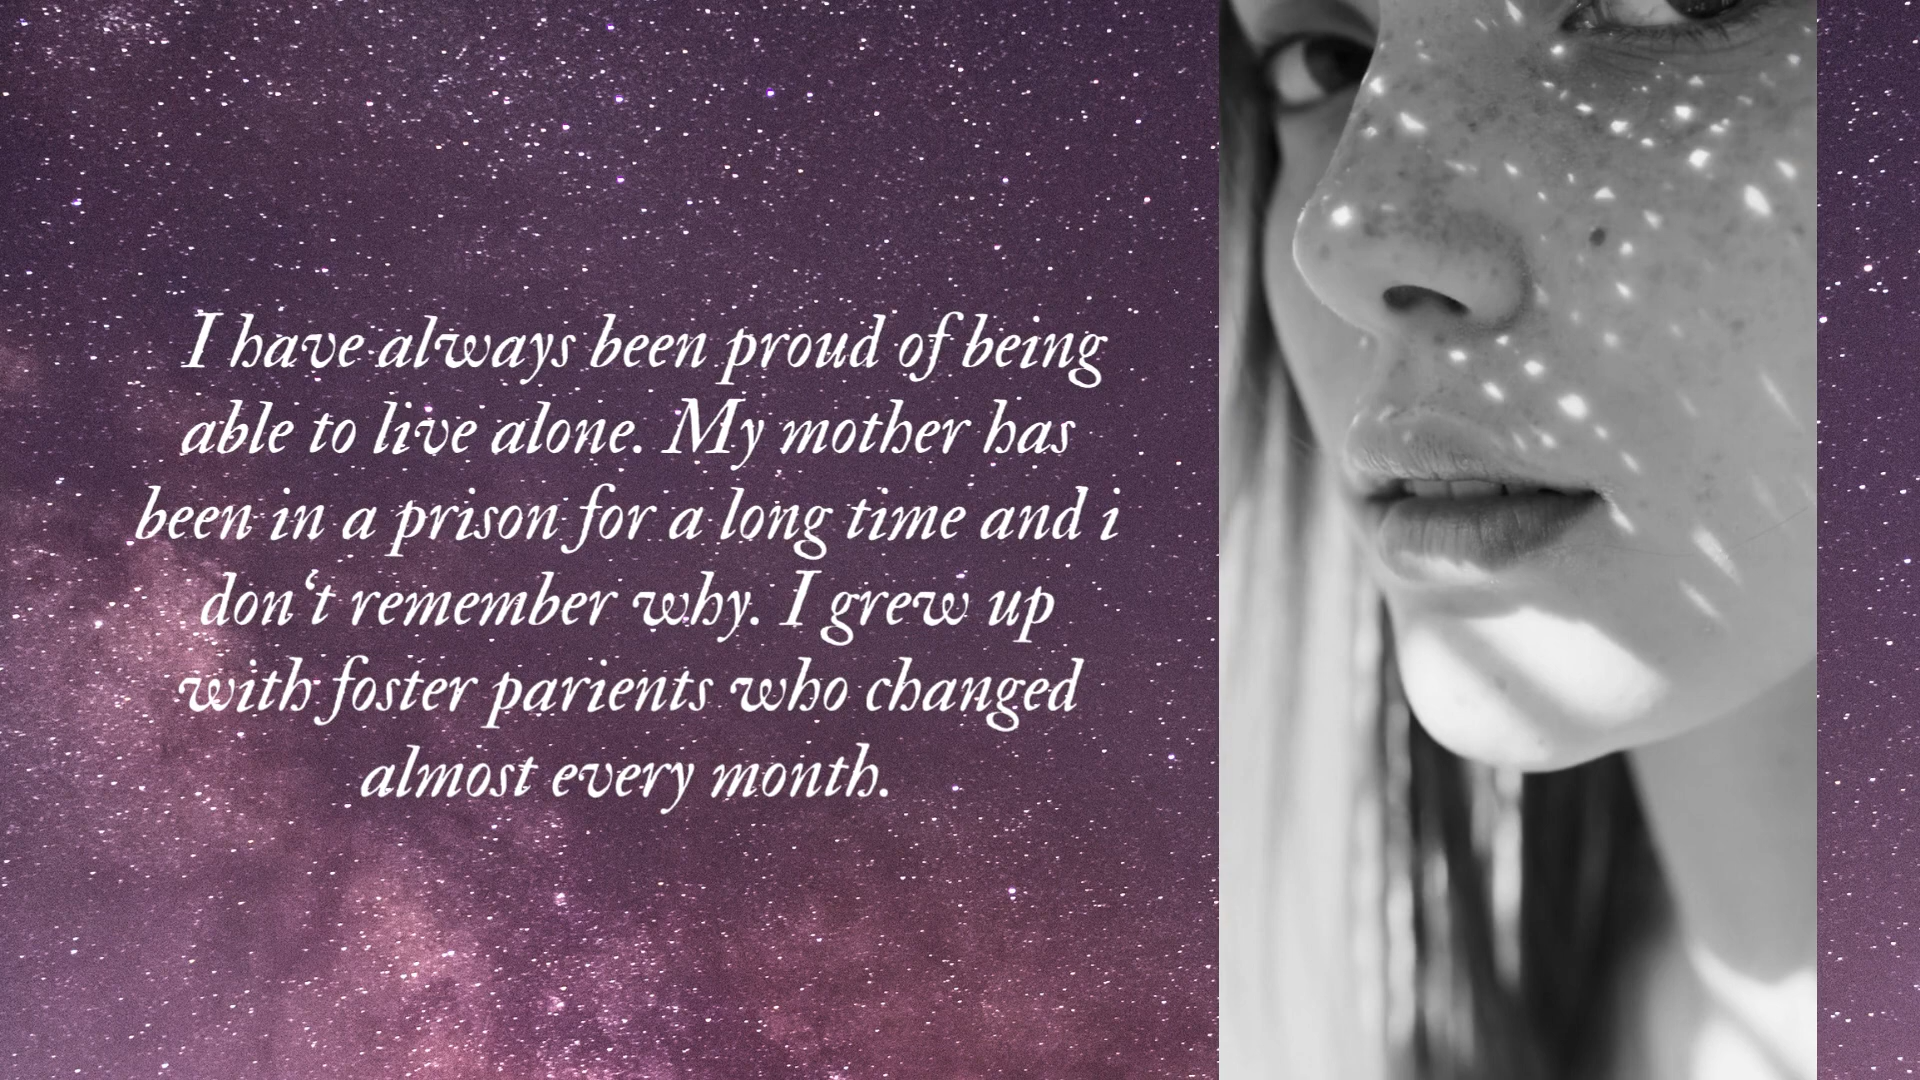 I have always been proud of being
able to live alone. My mother has
been in a prison for a long time and i
don‘t remember why. I grew up
with foster parients who changed
almost every month.